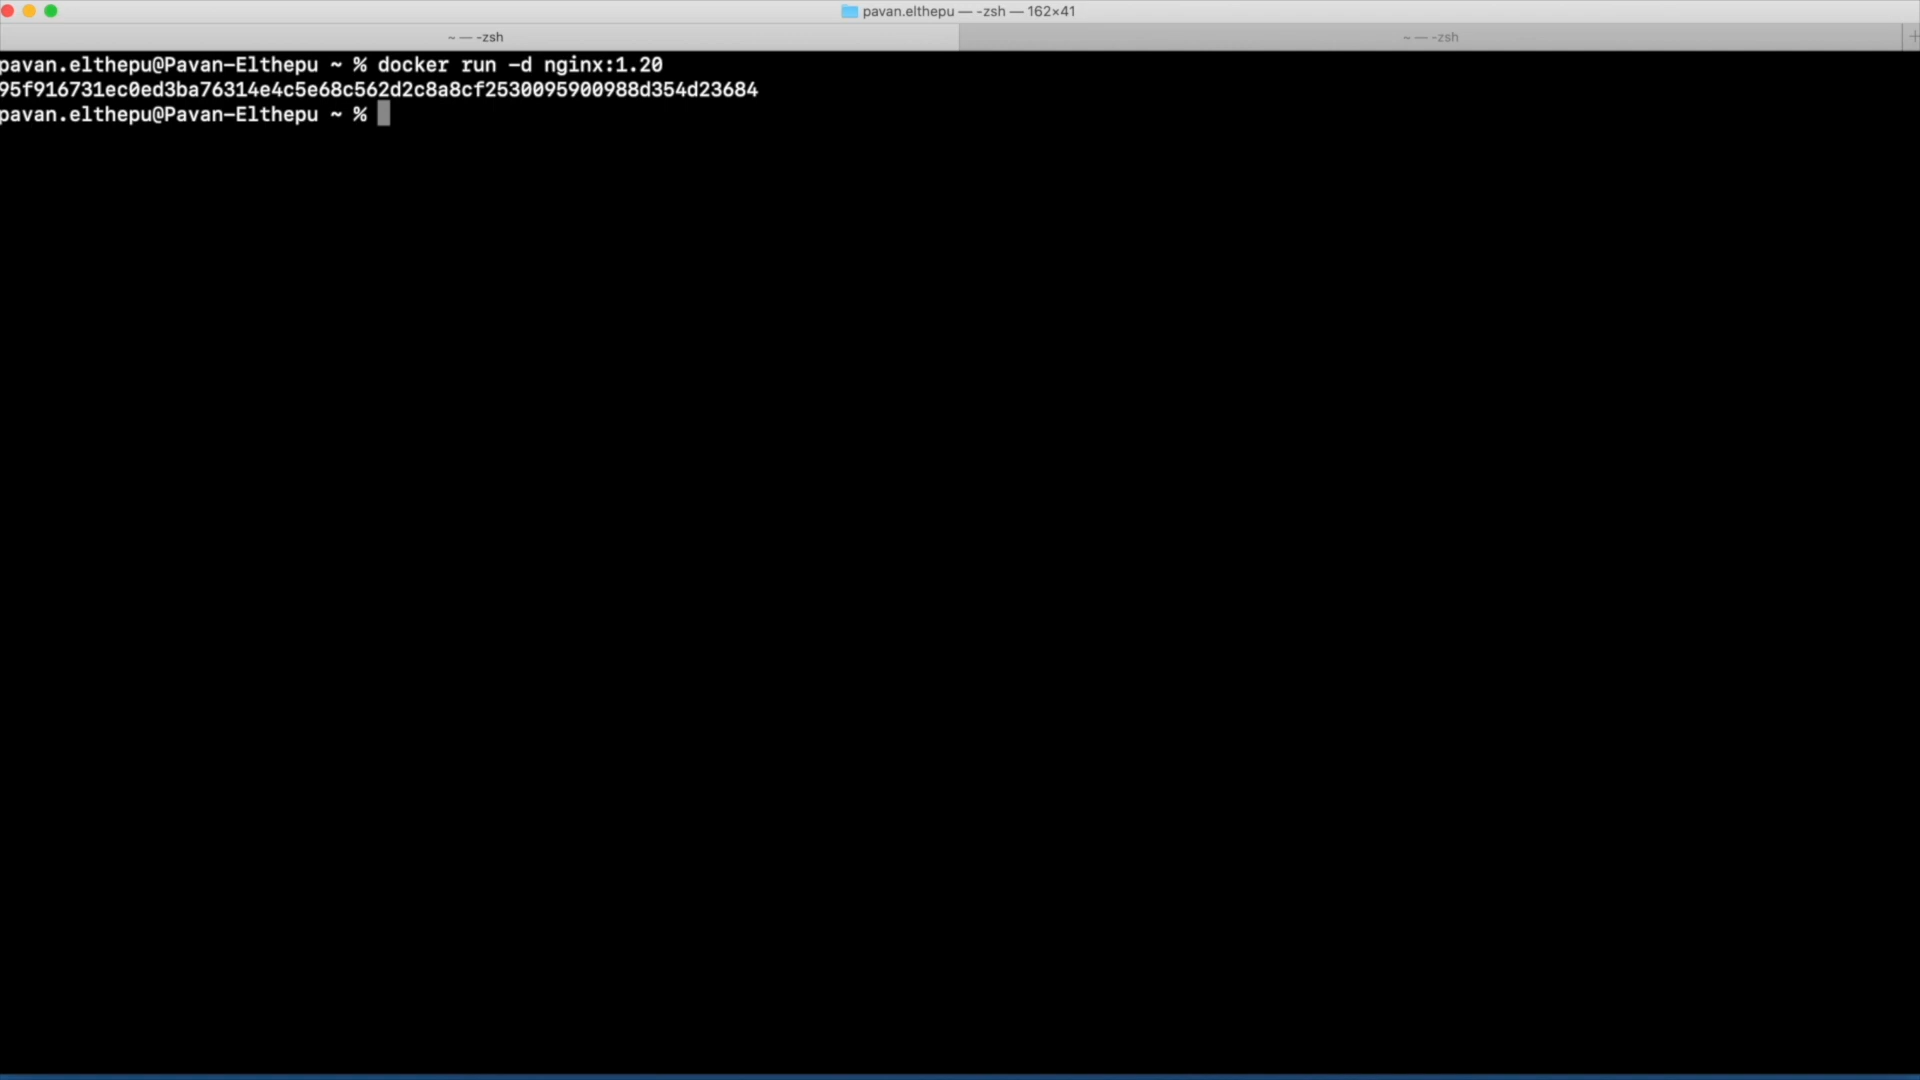 pavan.elthepu — -zsh — 162×41
~ — -zsh
~ — -zsh
pavan.elthepu@Pavan-Elthepu ~ % docker run -d nginx:1.20
95f916731ec0ed3ba76314e4c5e68c562d2c8a8cf2530095900988d354d23684
pavan.elthepu@Pavan-Elthepu ~ %